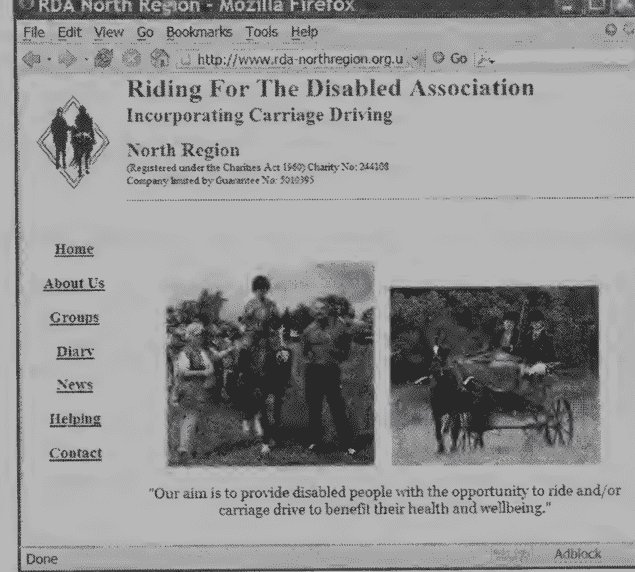 RDA North Region - Mozilla Firefox
File Edit View Go Bookmarks Tools Help
http://www.rda-northregion.org.u Go
Riding For The Disabled Association
Incorporating Carriage Driving
North Region
(Registered under the Charities Act 1960) Charity No: 244108
Company limited by Guarantee No: 5010395
Home
About Us
Groups
Diary
News
Helping
Contact
"Our aim is to provide disabled people with the opportunity to ride and/or
carriage drive to benefit their health and wellbeing."
Done Adblock